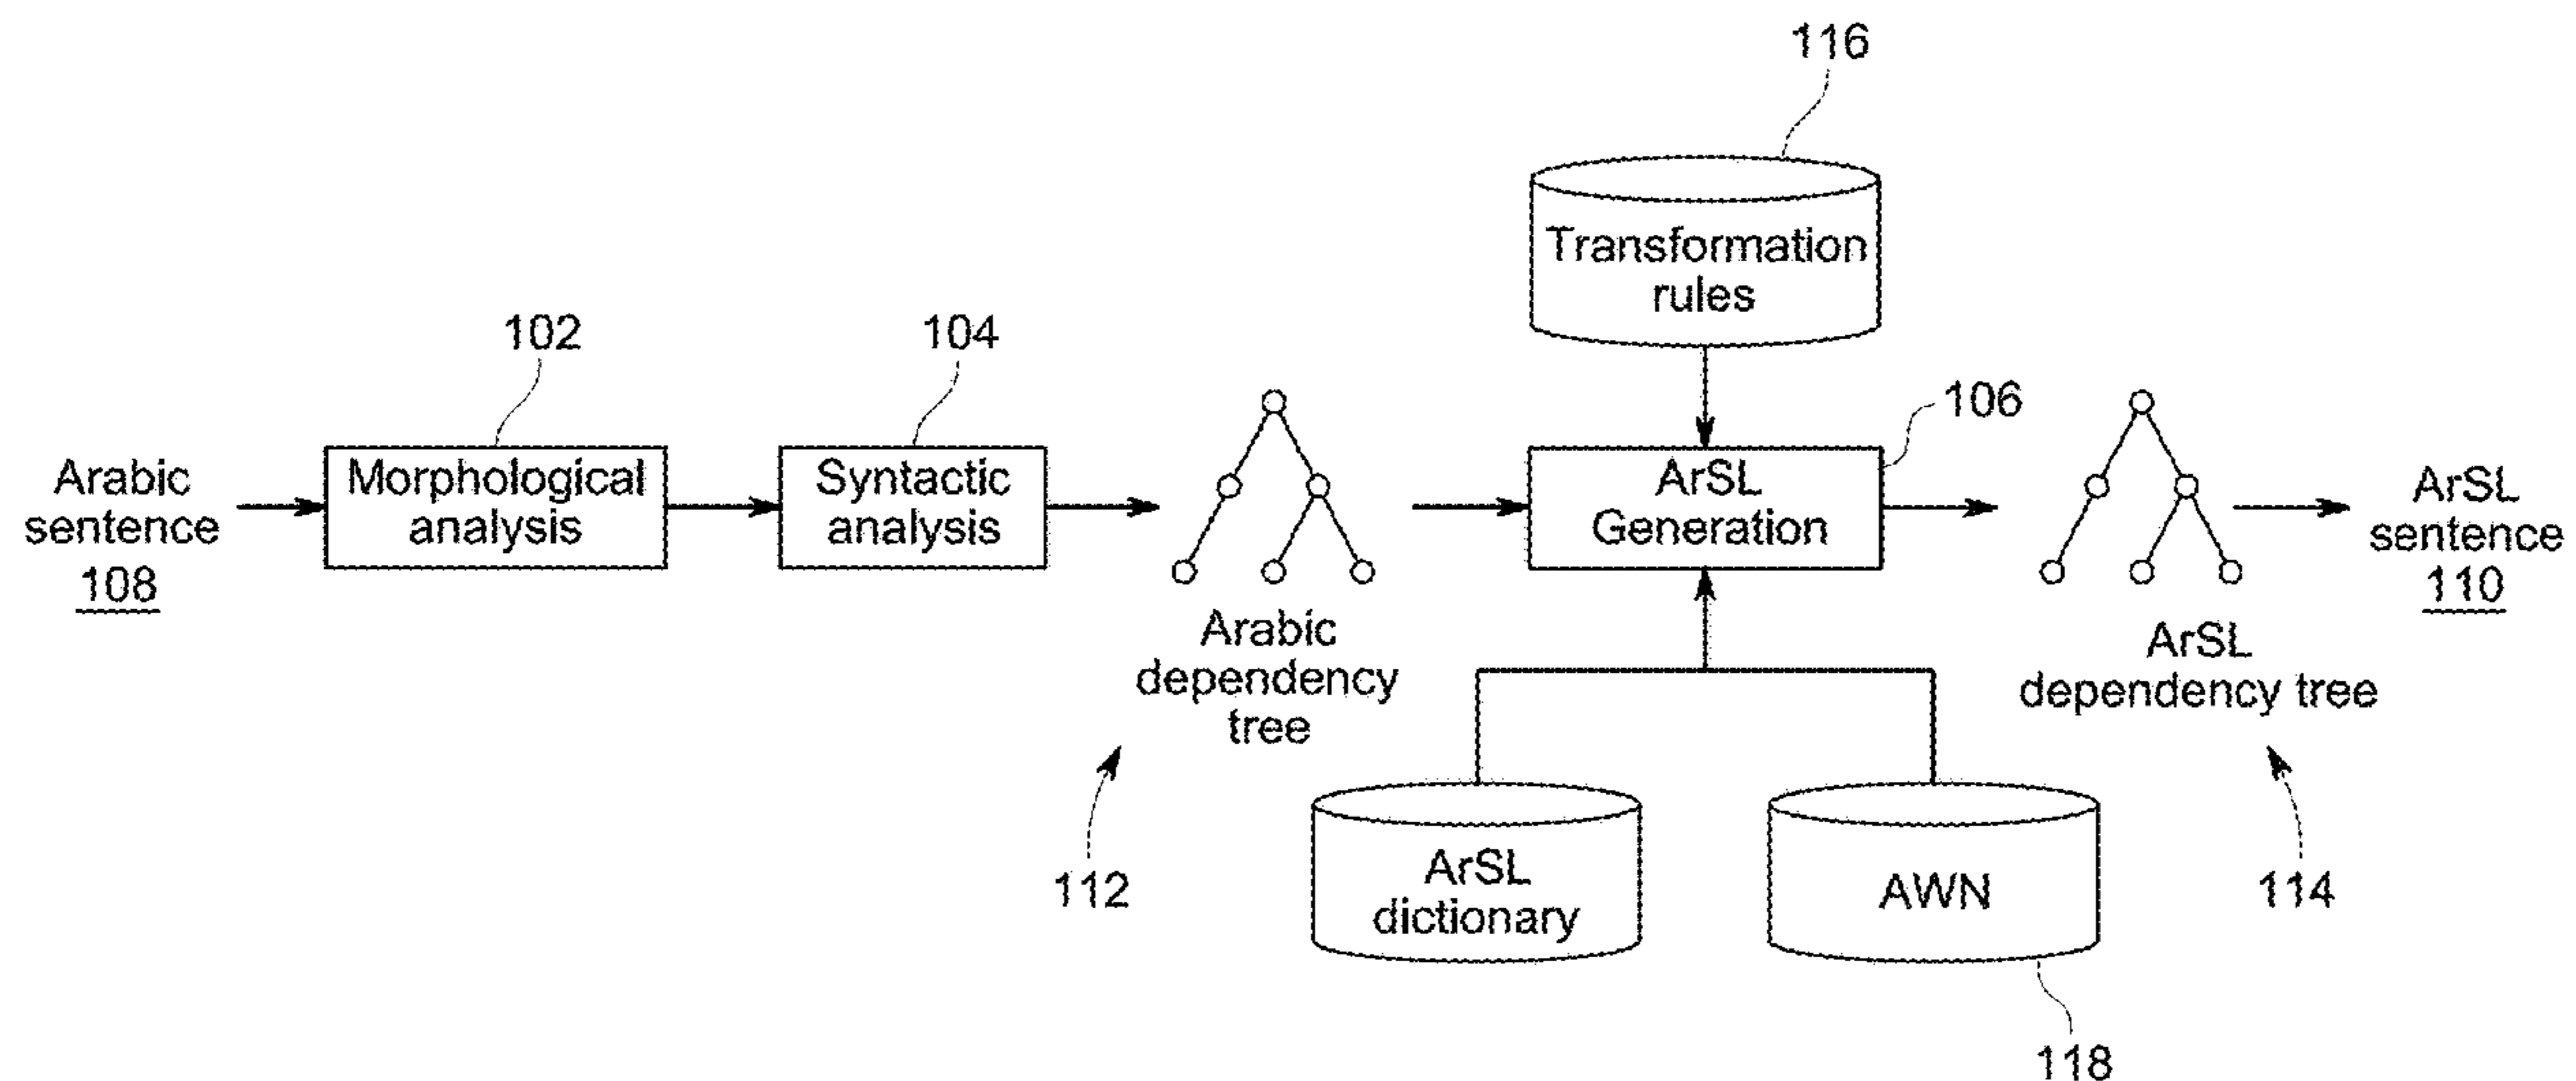 116
Transformation
rules
102
104
106
Arabic
sentence
108
Morphological
analysis
Syntactic
analysis
ArSL
Generation
ArSL
sentence
110
Arabic
dependency
tree
ArSL
dependency tree
112
ArSL
dictionary
AWN
114
118